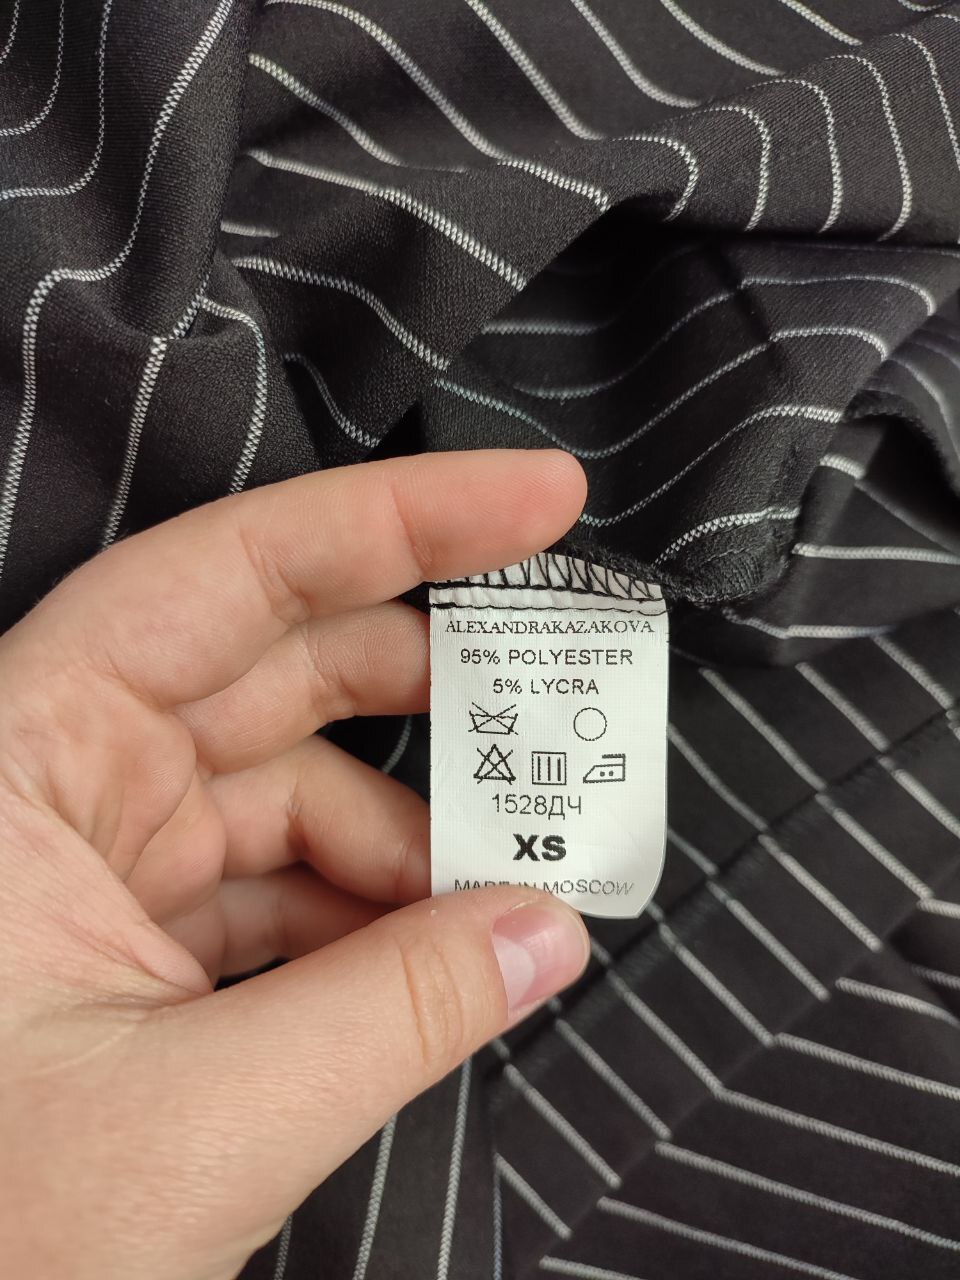 ALEXANDRAKAZAKOVA
95% POLYESTER
5% LYCRA
1528ДЧ
XS
MADE IN MOSCOW